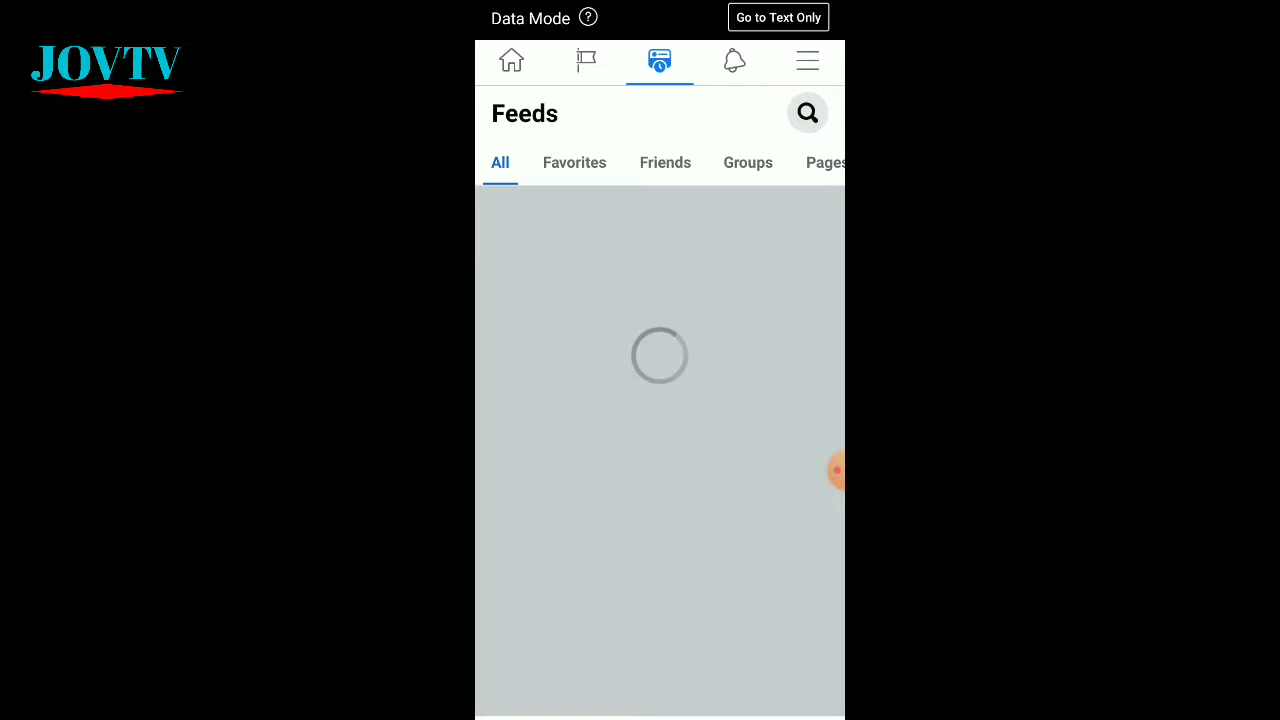 JOVTV
Data Mode ?
Go to Text Only
Feeds
All Favorites Friends Groups Pages